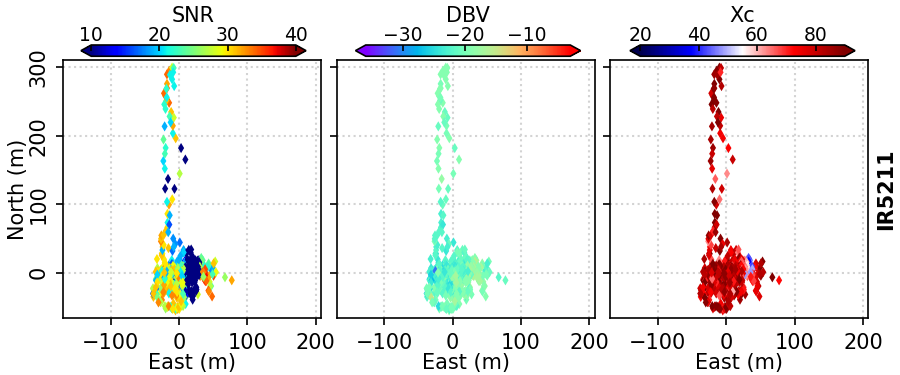 SNR DBV Xc
10 20 30 40 −30 −20 −10 20 40 60 80
300
200
100
0
North (m)
−100 0 100 200 −100 0 100 200 −100 0 100 200
East (m) East (m) East (m)
IR5211